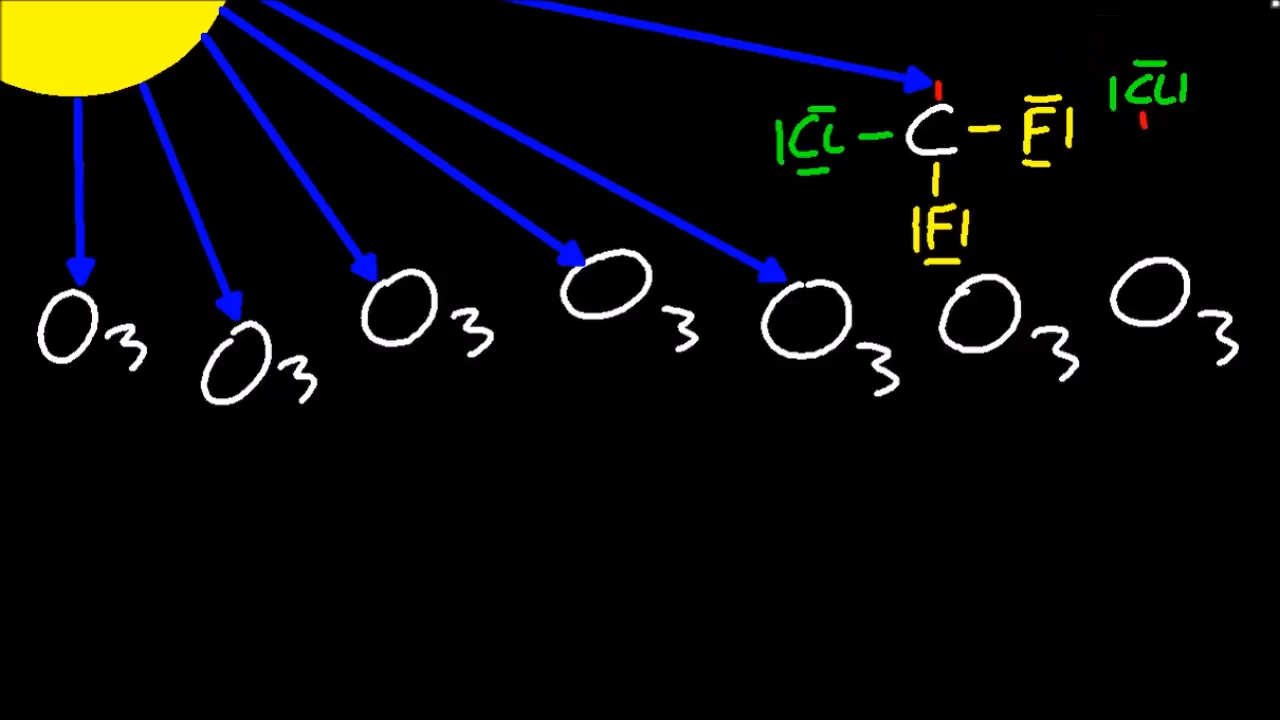 |Cl|
|Cl – C – F|
|F|
O3 O3 O3 O3 O3 O3 O3